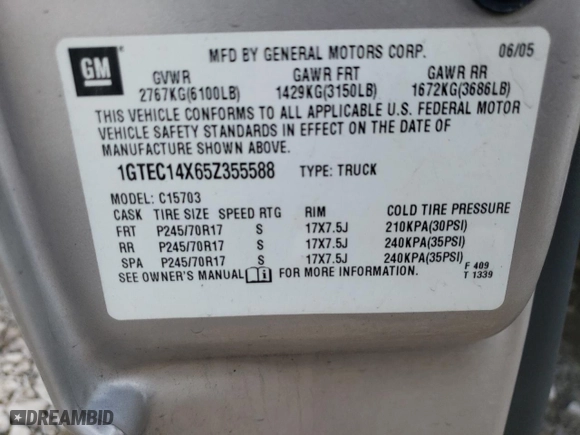 GM
MFD BY GENERAL MOTORS CORP. 06/05
GVWR GAWR FRT GAWR RR
2767KG(6100LB) 1429KG(3150LB) 1672KG(3686LB)
THIS VEHICLE CONFORMS TO ALL APPLICABLE U.S. FEDERAL MOTOR
VEHICLE SAFETY STANDARDS IN EFFECT ON THE DATE OF
MANUFACTURE SHOWN ABOVE.
1GTEC14X65Z355588 TYPE: TRUCK
MODEL: C15703
CASK TIRE SIZE SPEED RTG RIM COLD TIRE PRESSURE
FRT P245/70R17 S 17X7.5J 210KPA(30PSI)
RR P245/70R17 S 17X7.5J 240KPA(35PSI)
SPA P245/70R17 S 17X7.5J 240KPA(35PSI)
SEE OWNER'S MANUAL FOR MORE INFORMATION. F 409
T 1339
DREAMBID